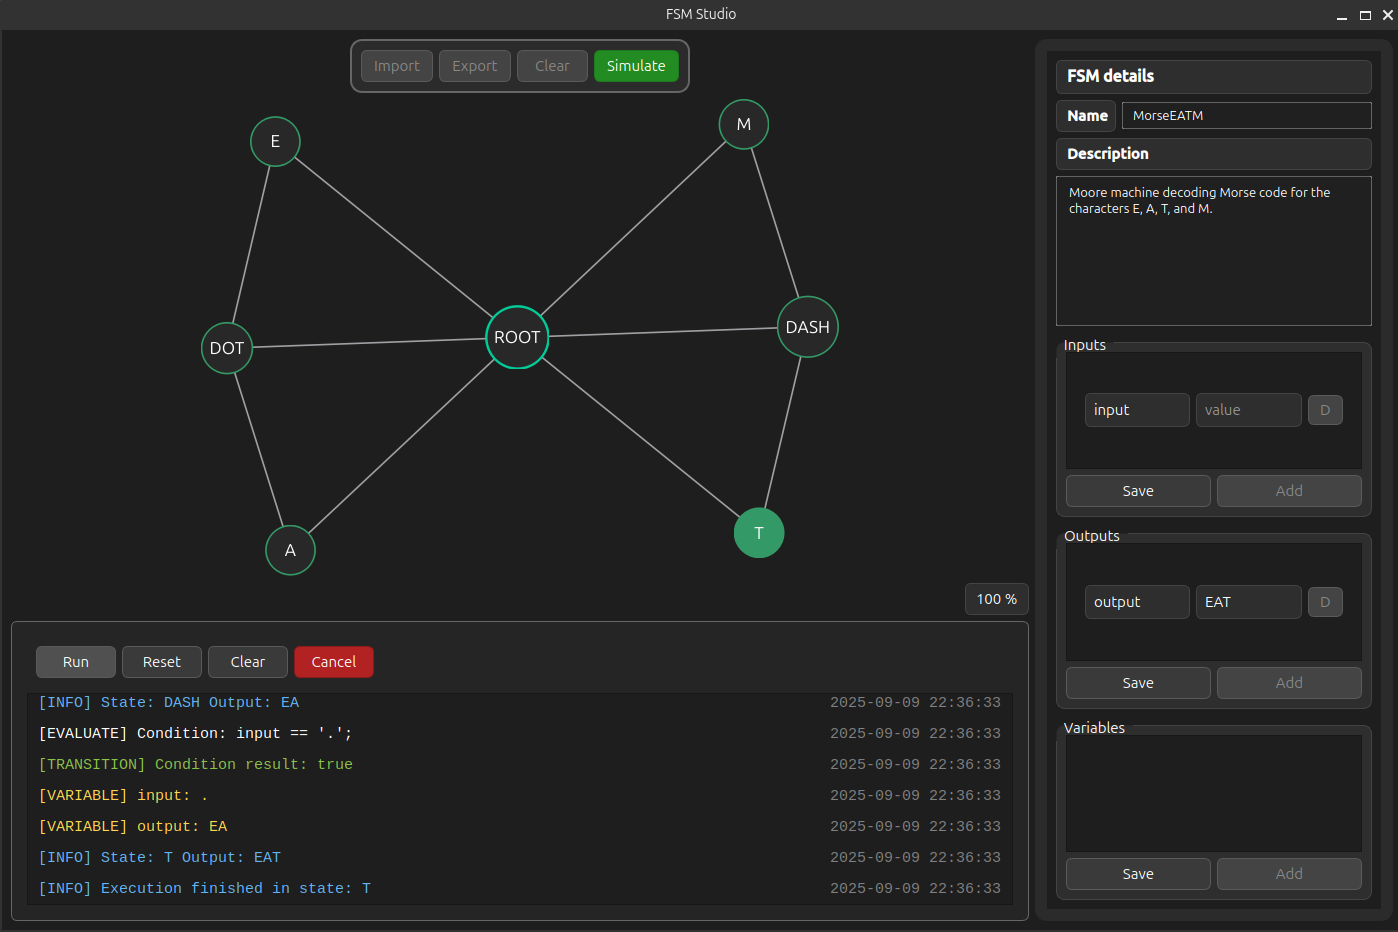 FSM Studio
Import Export Clear Simulate
E
M
DOT
ROOT
DASH
A
T
100 %
Run Reset Clear Cancel
[INFO] State: DASH Output: EA 2025-09-09 22:36:33
[EVALUATE] Condition: input == '.'; 2025-09-09 22:36:33
[TRANSITION] Condition result: true 2025-09-09 22:36:33
[VARIABLE] input: . 2025-09-09 22:36:33
[VARIABLE] output: EA 2025-09-09 22:36:33
[INFO] State: T Output: EAT 2025-09-09 22:36:33
[INFO] Execution finished in state: T 2025-09-09 22:36:33
FSM details
Name MorseEATM
Description
Moore machine decoding Morse code for the
characters E, A, T, and M.
Inputs
input value D
Save Add
Outputs
output EAT D
Save Add
Variables
Save Add